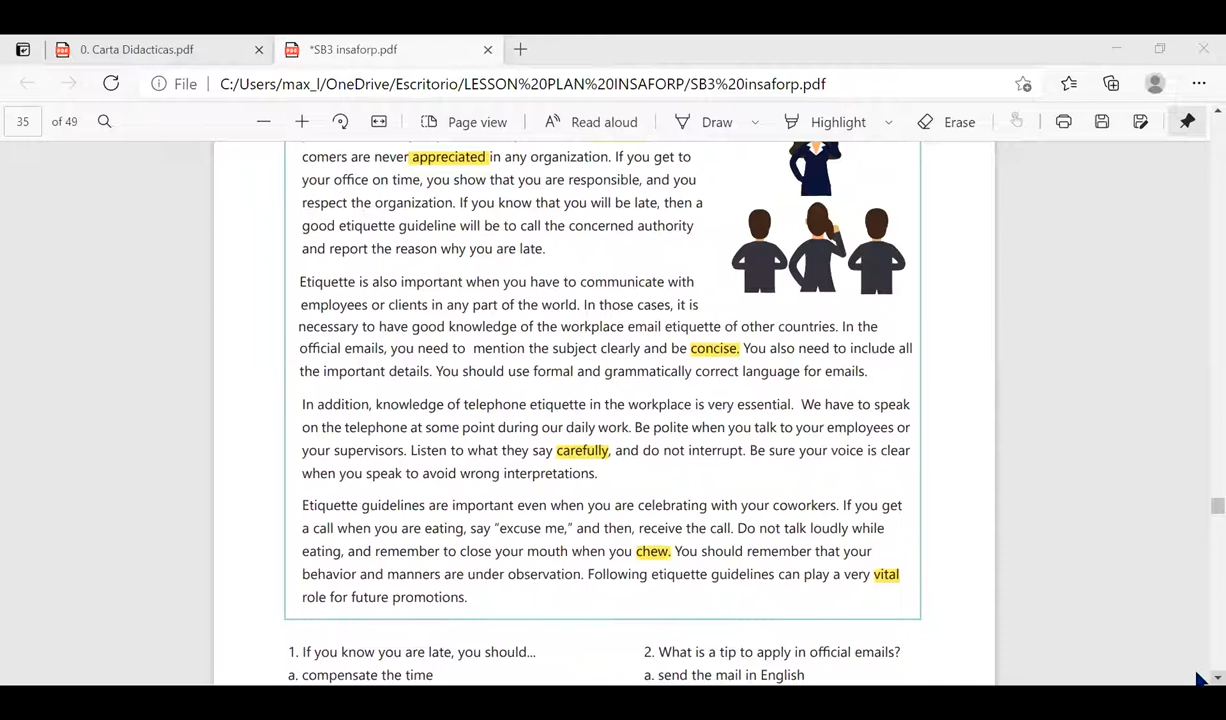 0. Carta Didacticas.pdf
*SB3 insaforp.pdf
File
C:/Users/max_l/OneDrive/Escritorio/LESSON%20PLAN%20INSAFORP/SB3%20insaforp.pdf
35 of 49
Page view
Read aloud
Draw
Highlight
Erase
comers are never appreciated in any organization. If you get to
your office on time, you show that you are responsible, and you
respect the organization. If you know that you will be late, then a
good etiquette guideline will be to call the concerned authority
and report the reason why you are late.
Etiquette is also important when you have to communicate with
employees or clients in any part of the world. In those cases, it is
necessary to have good knowledge of the workplace email etiquette of other countries. In the
official emails, you need to mention the subject clearly and be concise. You also need to include all
the important details. You should use formal and grammatically correct language for emails.
In addition, knowledge of telephone etiquette in the workplace is very essential. We have to speak
on the telephone at some point during our daily work. Be polite when you talk to your employees or
your supervisors. Listen to what they say carefully, and do not interrupt. Be sure your voice is clear
when you speak to avoid wrong interpretations.
Etiquette guidelines are important even when you are celebrating with your coworkers. If you get
a call when you are eating, say “excuse me,” and then, receive the call. Do not talk loudly while
eating, and remember to close your mouth when you chew. You should remember that your
behavior and manners are under observation. Following etiquette guidelines can play a very vital
role for future promotions.
1. If you know you are late, you should...
a. compensate the time
2. What is a tip to apply in official emails?
a. send the mail in English